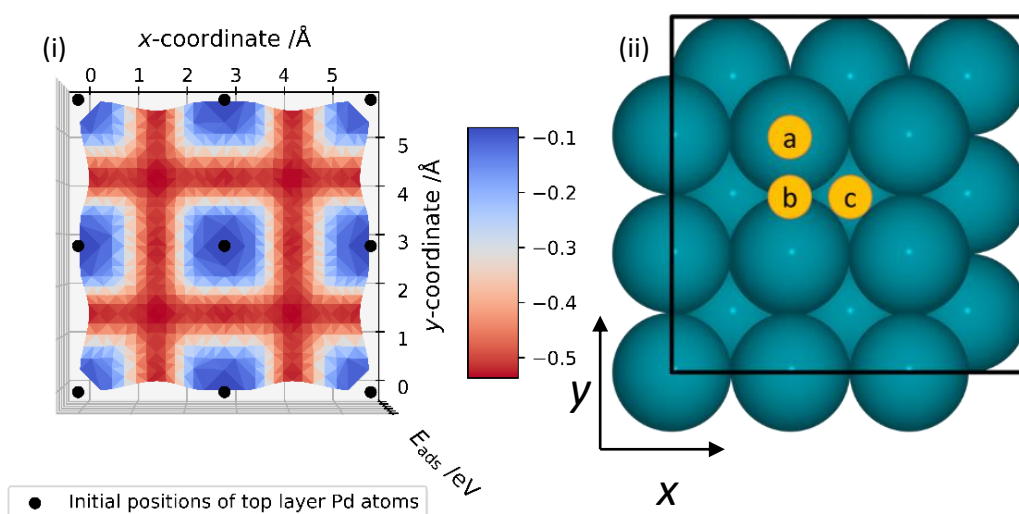 (i)
x-coordinate /Å
0 1 2 3 4 5
5
4
3
2
1
0
y-coordinate /Å
E_ads /eV
−0.1
−0.2
−0.3
−0.4
−0.5
Initial positions of top layer Pd atoms
(ii)
a
b c
y
x